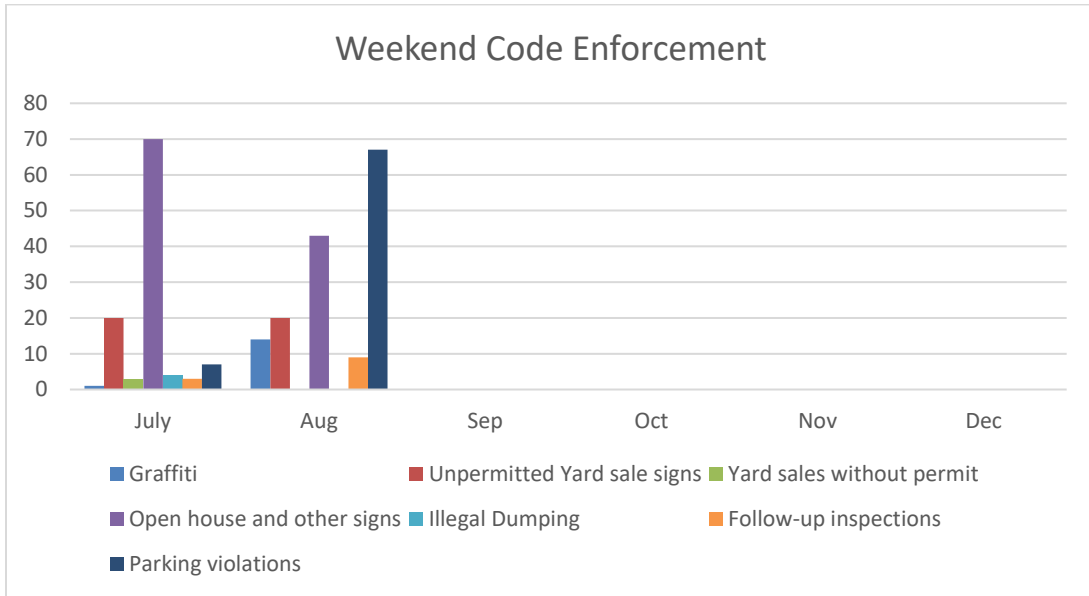 Weekend Code Enforcement
80
70
60
50
40
30
20
10
0
July Aug Sep Oct Nov Dec
Graffiti Unpermitted Yard sale signs Yard sales without permit
Open house and other signs Illegal Dumping Follow-up inspections
Parking violations